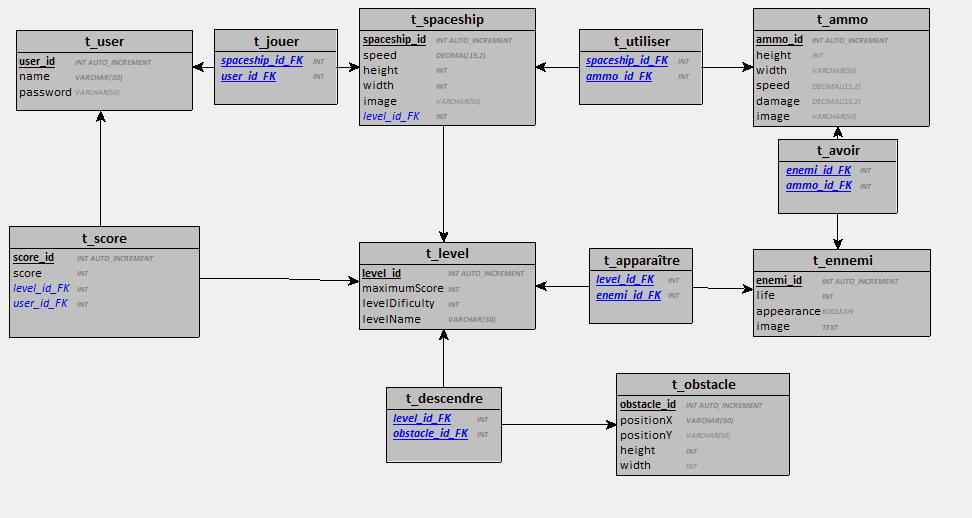 t_user
user_id INT AUTO_INCREMENT
name VARCHAR(50)
password VARCHAR(50)
t_jouer
spaceship_id_FK INT
user_id_FK INT
t_spaceship
spaceship_id INT AUTO_INCREMENT
speed DECIMAL(15,2)
height INT
width INT
image VARCHAR(50)
level_id_FK INT
t_utiliser
spaceship_id_FK INT
ammo_id_FK INT
t_ammo
ammo_id INT AUTO_INCREMENT
height INT
width VARCHAR(50)
speed DECIMAL(15,2)
damage DECIMAL(15,2)
image VARCHAR(50)
t_avoir
enemi_id_FK INT
ammo_id_FK INT
t_score
score_id INT AUTO_INCREMENT
score INT
level_id_FK INT
user_id_FK INT
t_level
level_id INT AUTO_INCREMENT
maximumScore INT
levelDificulty INT
levelName VARCHAR(50)
t_apparaître
level_id_FK INT
enemi_id_FK INT
t_ennemi
enemi_id INT AUTO_INCREMENT
life INT
appearance BOOLEAN
image TEXT
t_descendre
level_id_FK INT
obstacle_id_FK INT
t_obstacle
obstacle_id INT AUTO_INCREMENT
positionX VARCHAR(50)
positionY VARCHAR(50)
height INT
width INT